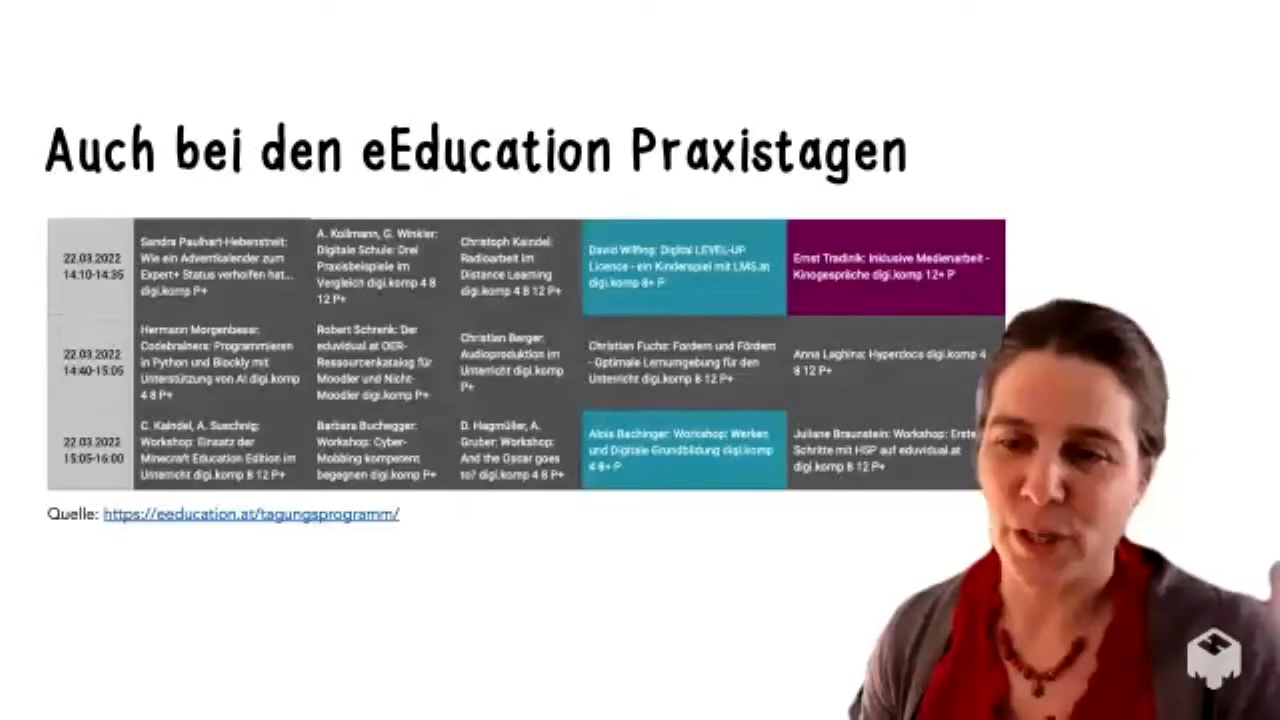 Auch bei den eEducation Praxistagen
22.03.2022
14:10-14:35
Sandra Paulhart-Hebenstreit:
Wie ein Adventkalender zum
Expert+ Status verholfen hat...
digi.komp P+
A. Kollmann, G. Winkler:
Digitale Schule: Drei
Praxisbeispiele im
Vergleich digi.komp 4 8
12 P+
Christoph Kaindel:
Radioarbeit im
Distance Learning
digi.komp 4 8 12 P+
David Wilfing: Digital LEVEL-UP
Licence - ein Kinderspiel mit LMS.at
digi.komp 8+ P
Ernst Tradinik: Inklusive Medienarbeit -
Kinogespräche digi.komp 12+ P
22.03.2022
14:40-15:05
Hermann Morgenbesser:
Codebrainers: Programmieren
in Python und Blockly mit
Unterstützung von AI digi.komp
4 8 P+
Robert Schrenk: Der
eduvidual at OER-
Ressourcenkatalog für
Moodler und Nicht-
Moodler digi.komp P+
Christian Berger:
Audioproduktion im
Unterricht digi.komp
P+
Christian Fuchs: Fordern und Fördern
- Optimale Lernumgebung für den
Unterricht digi.komp 8 12 P+
Anna Laghina: Hyperdocs digi.komp 4
8 12 P+
22.03.2022
15:05-16:00
C. Kaindel, A. Suechnig:
Workshop: Einsatz der
Minecraft Education Edition im
Unterricht digi.komp 8 12 P+
Barbara Buchegger:
Workshop: Cyber-
Mobbing kompetent
begegnen digi.komp P+
D. Hagmüller, A.
Gruber: Workshop:
And the Oscar goes
to? digi.komp 4 8 P+
Alois Bachinger: Workshop: Werken
und Digitale Grundbildung digi.komp
4 8+ P
Juliane Braunstein: Workshop: Erste
Schritte mit H5P auf eduvidual.at
digi.komp 8 12 P+
Quelle: https://eeducation.at/tagungsprogramm/